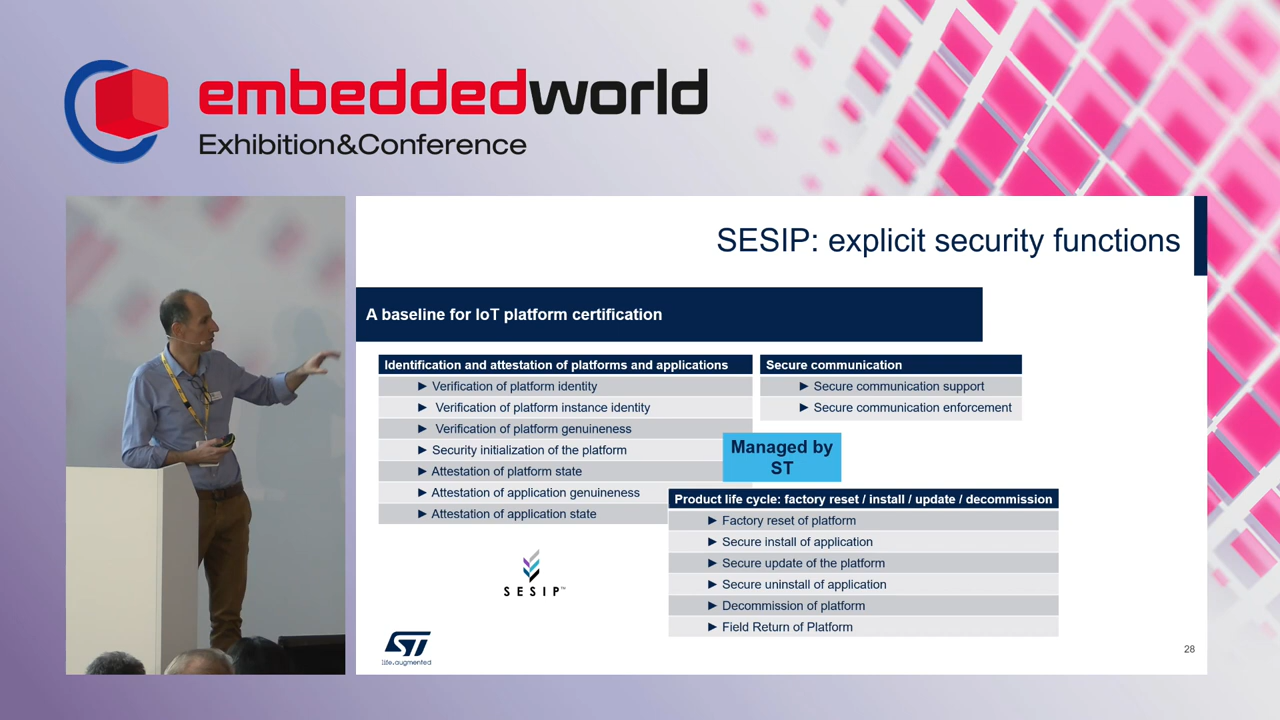 embeddedworld
Exhibition&Conference
SESIP: explicit security functions
A baseline for IoT platform certification
Identification and attestation of platforms and applications
► Verification of platform identity
► Verification of platform instance identity
► Verification of platform genuineness
► Security initialization of the platform
► Attestation of platform state
► Attestation of application genuineness
► Attestation of application state
Secure communication
► Secure communication support
► Secure communication enforcement
Managed by
ST
Product life cycle: factory reset / install / update / decommission
► Factory reset of platform
► Secure install of application
► Secure update of the platform
► Secure uninstall of application
► Decommission of platform
► Field Return of Platform
SESIP™
ST
life.augmented
28